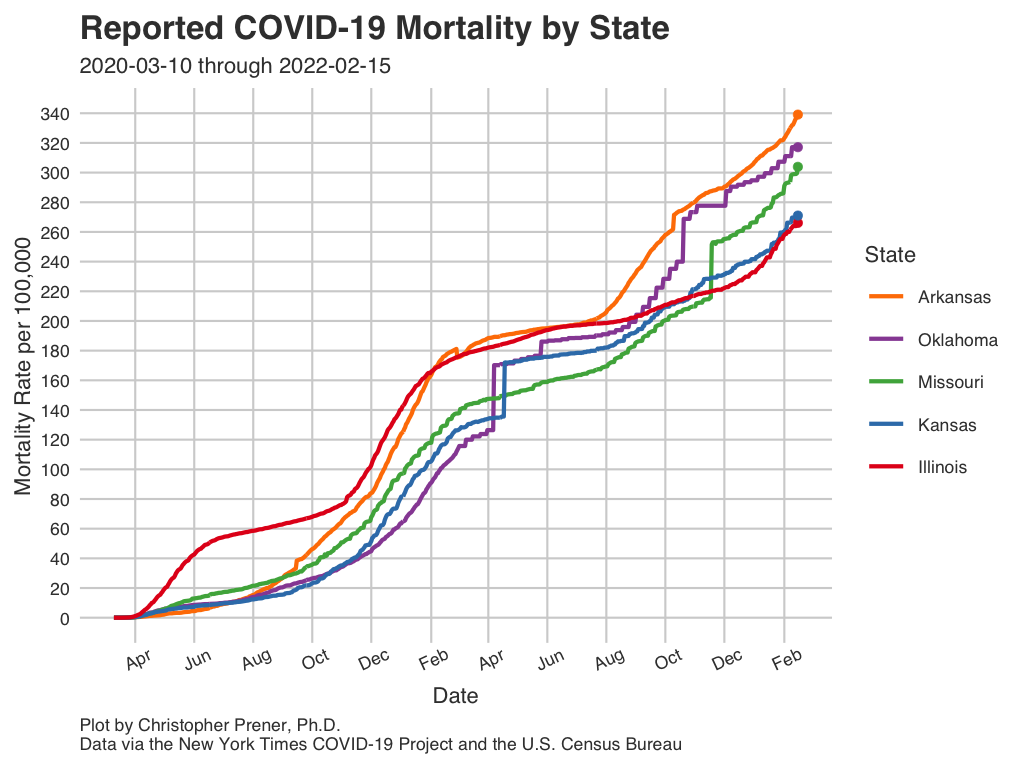 Reported COVID-19 Mortality by State
2020-03-10 through 2022-02-15
Mortality Rate per 100,000
340
320
300
280
260
240
220
200
180
160
140
120
100
80
60
40
20
0
Apr Jun Aug Oct Dec Feb Apr Jun Aug Oct Dec Feb
Date
State
Arkansas
Oklahoma
Missouri
Kansas
Illinois
Plot by Christopher Prener, Ph.D.
Data via the New York Times COVID-19 Project and the U.S. Census Bureau